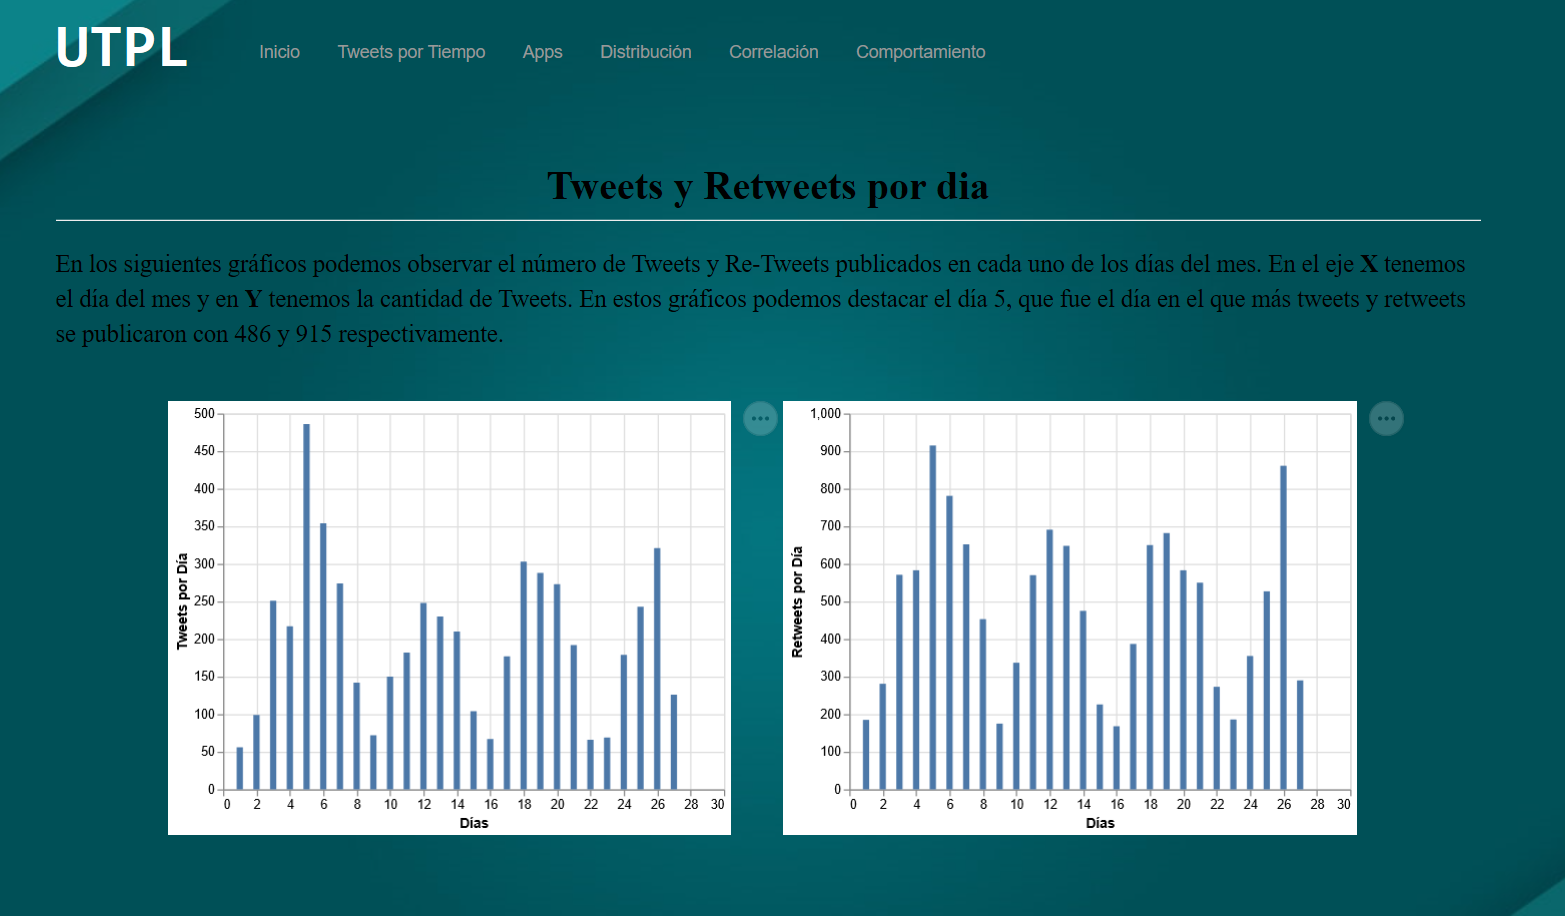 UTPL
Inicio Tweets por Tiempo Apps Distribución Correlación Comportamiento
Tweets y Retweets por dia
En los siguientes gráficos podemos observar el número de Tweets y Re-Tweets publicados en cada uno de los días del mes. En el eje X tenemos
el día del mes y en Y tenemos la cantidad de Tweets. En estos gráficos podemos destacar el día 5, que fue el día en el que más tweets y retweets
se publicaron con 486 y 915 respectivamente.
500
450
400
350
300
250
200
150
100
50
0
Tweets por Día
0 2 4 6 8 10 12 14 16 18 20 22 24 26 28 30
Días
1,000
900
800
700
600
500
400
300
200
100
0
Retweets por Día
0 2 4 6 8 10 12 14 16 18 20 22 24 26 28 30
Días